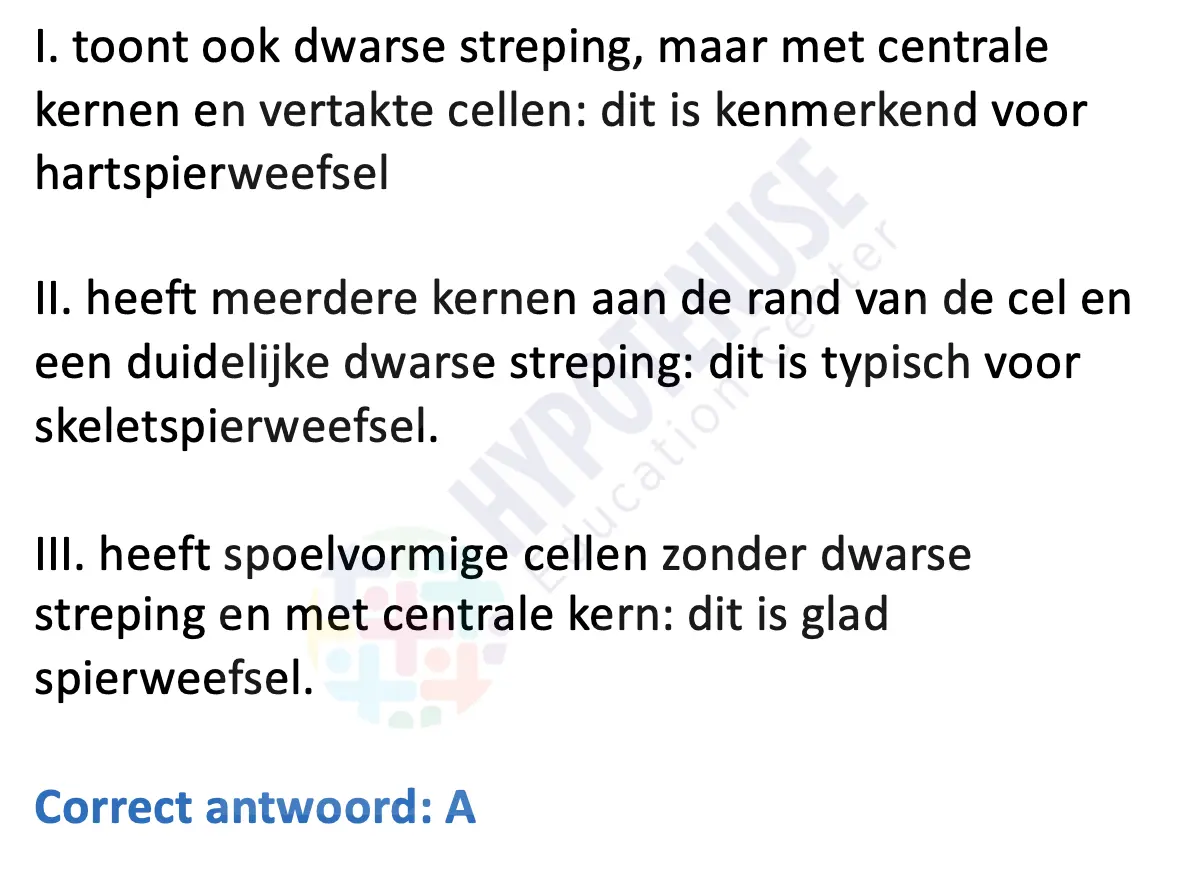 I. toont ook dwarse streping, maar met centrale
kernen en vertakte cellen: dit is kenmerkend voor
hartspierweefsel
II. heeft meerdere kernen aan de rand van de cel en
een duidelijke dwarse streping: dit is typisch voor
skeletspierweefsel.
III. heeft spoelvormige cellen zonder dwarse
streping en met centrale kern: dit is glad
spierweefsel.
Correct antwoord: A
HYPOTENUSE
Education Center